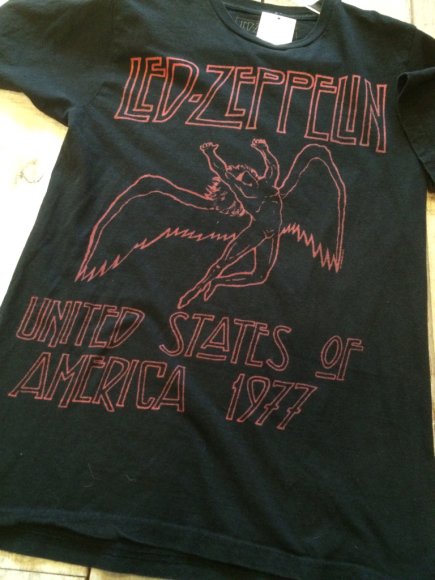 LED-ZEPPELIN
UNITED STATES OF
AMERICA 1977